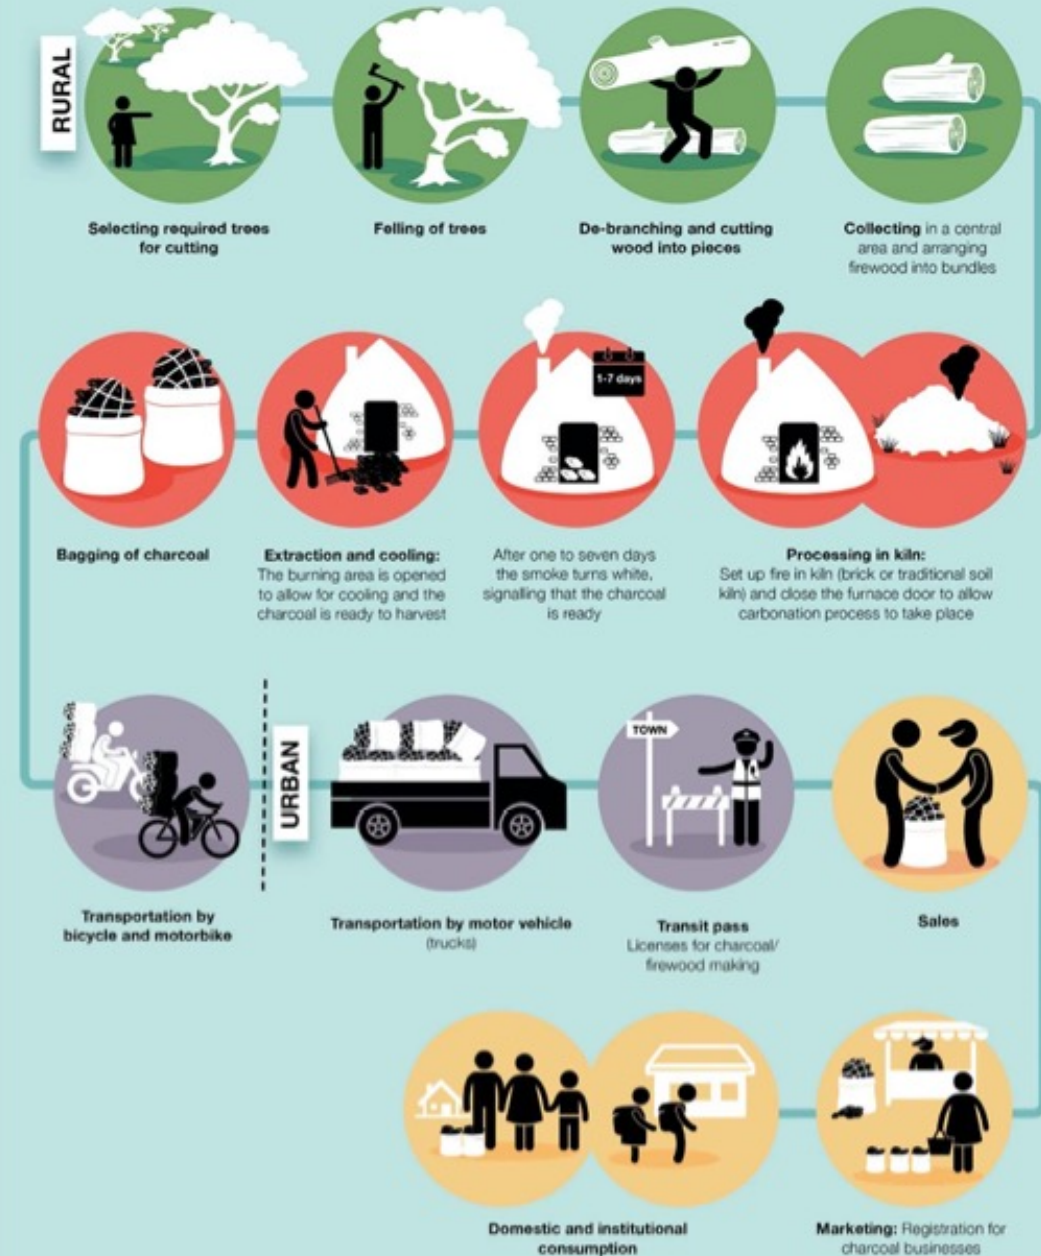 RURAL
Selecting required trees
for cutting
Felling of trees
De-branching and cutting
wood into pieces
Collecting in a central
area and arranging
firewood into bundles
1-7 days
Bagging of charcoal
Extraction and cooling:
The burning area is opened
to allow for cooling and the
charcoal is ready to harvest
After one to seven days
the smoke turns white,
signalling that the charcoal
is ready
Processing in kiln:
Set up fire in kiln (brick or traditional soil
kiln) and close the furnace door to allow
carbonation process to take place
URBAN
TOWN
Transportation by
bicycle and motorbike
Transportation by motor vehicle
(trucks)
Transit pass
Licenses for charcoal/
firewood making
Sales
Domestic and institutional
consumption
Marketing: Registration for
charcoal businesses